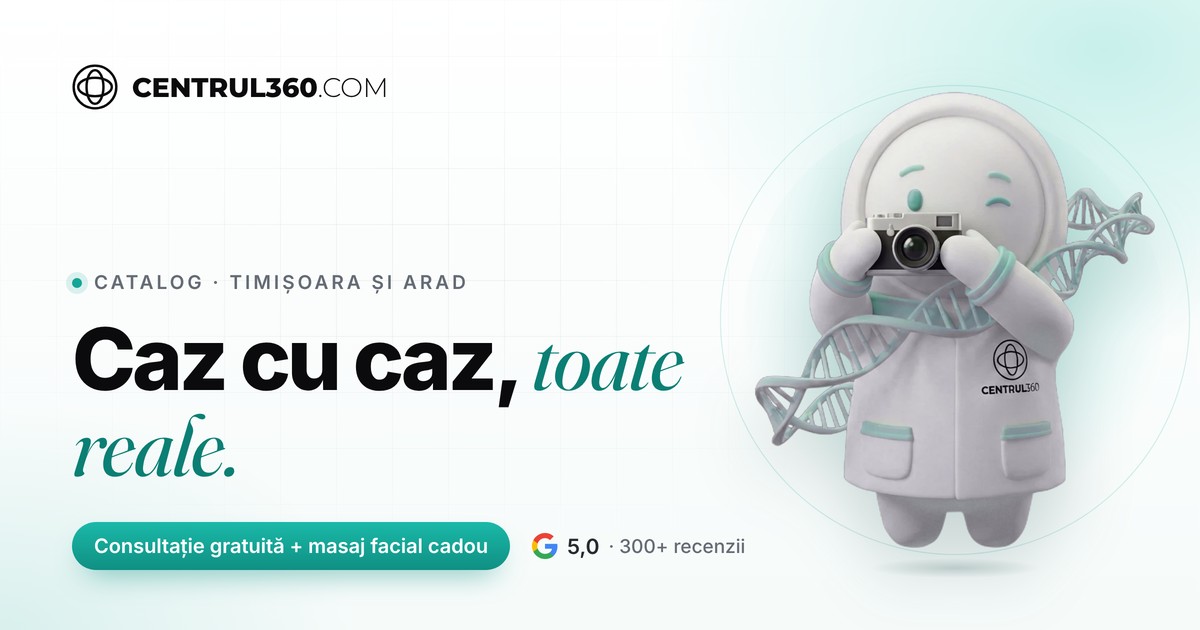 CENTRUL360.COM
CATALOG · TIMIȘOARA ȘI ARAD
Caz cu caz, toate
reale.
Consultație gratuită + masaj facial cadou
5,0 · 300+ recenzii
CENTRUL360